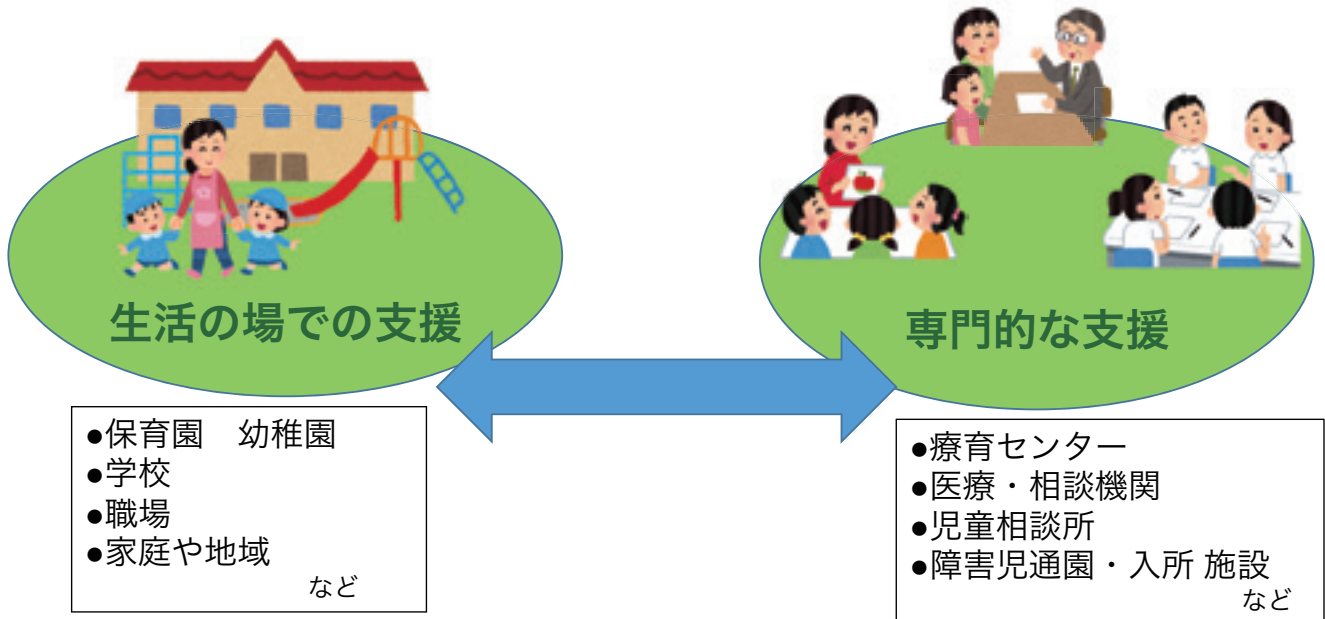 生活の場での支援
●保育園　幼稚園
●学校
●職場
●家庭や地域
など
専門的な支援
●療育センター
●医療・相談機関
●児童相談所
●障害児通園・入所 施設
など